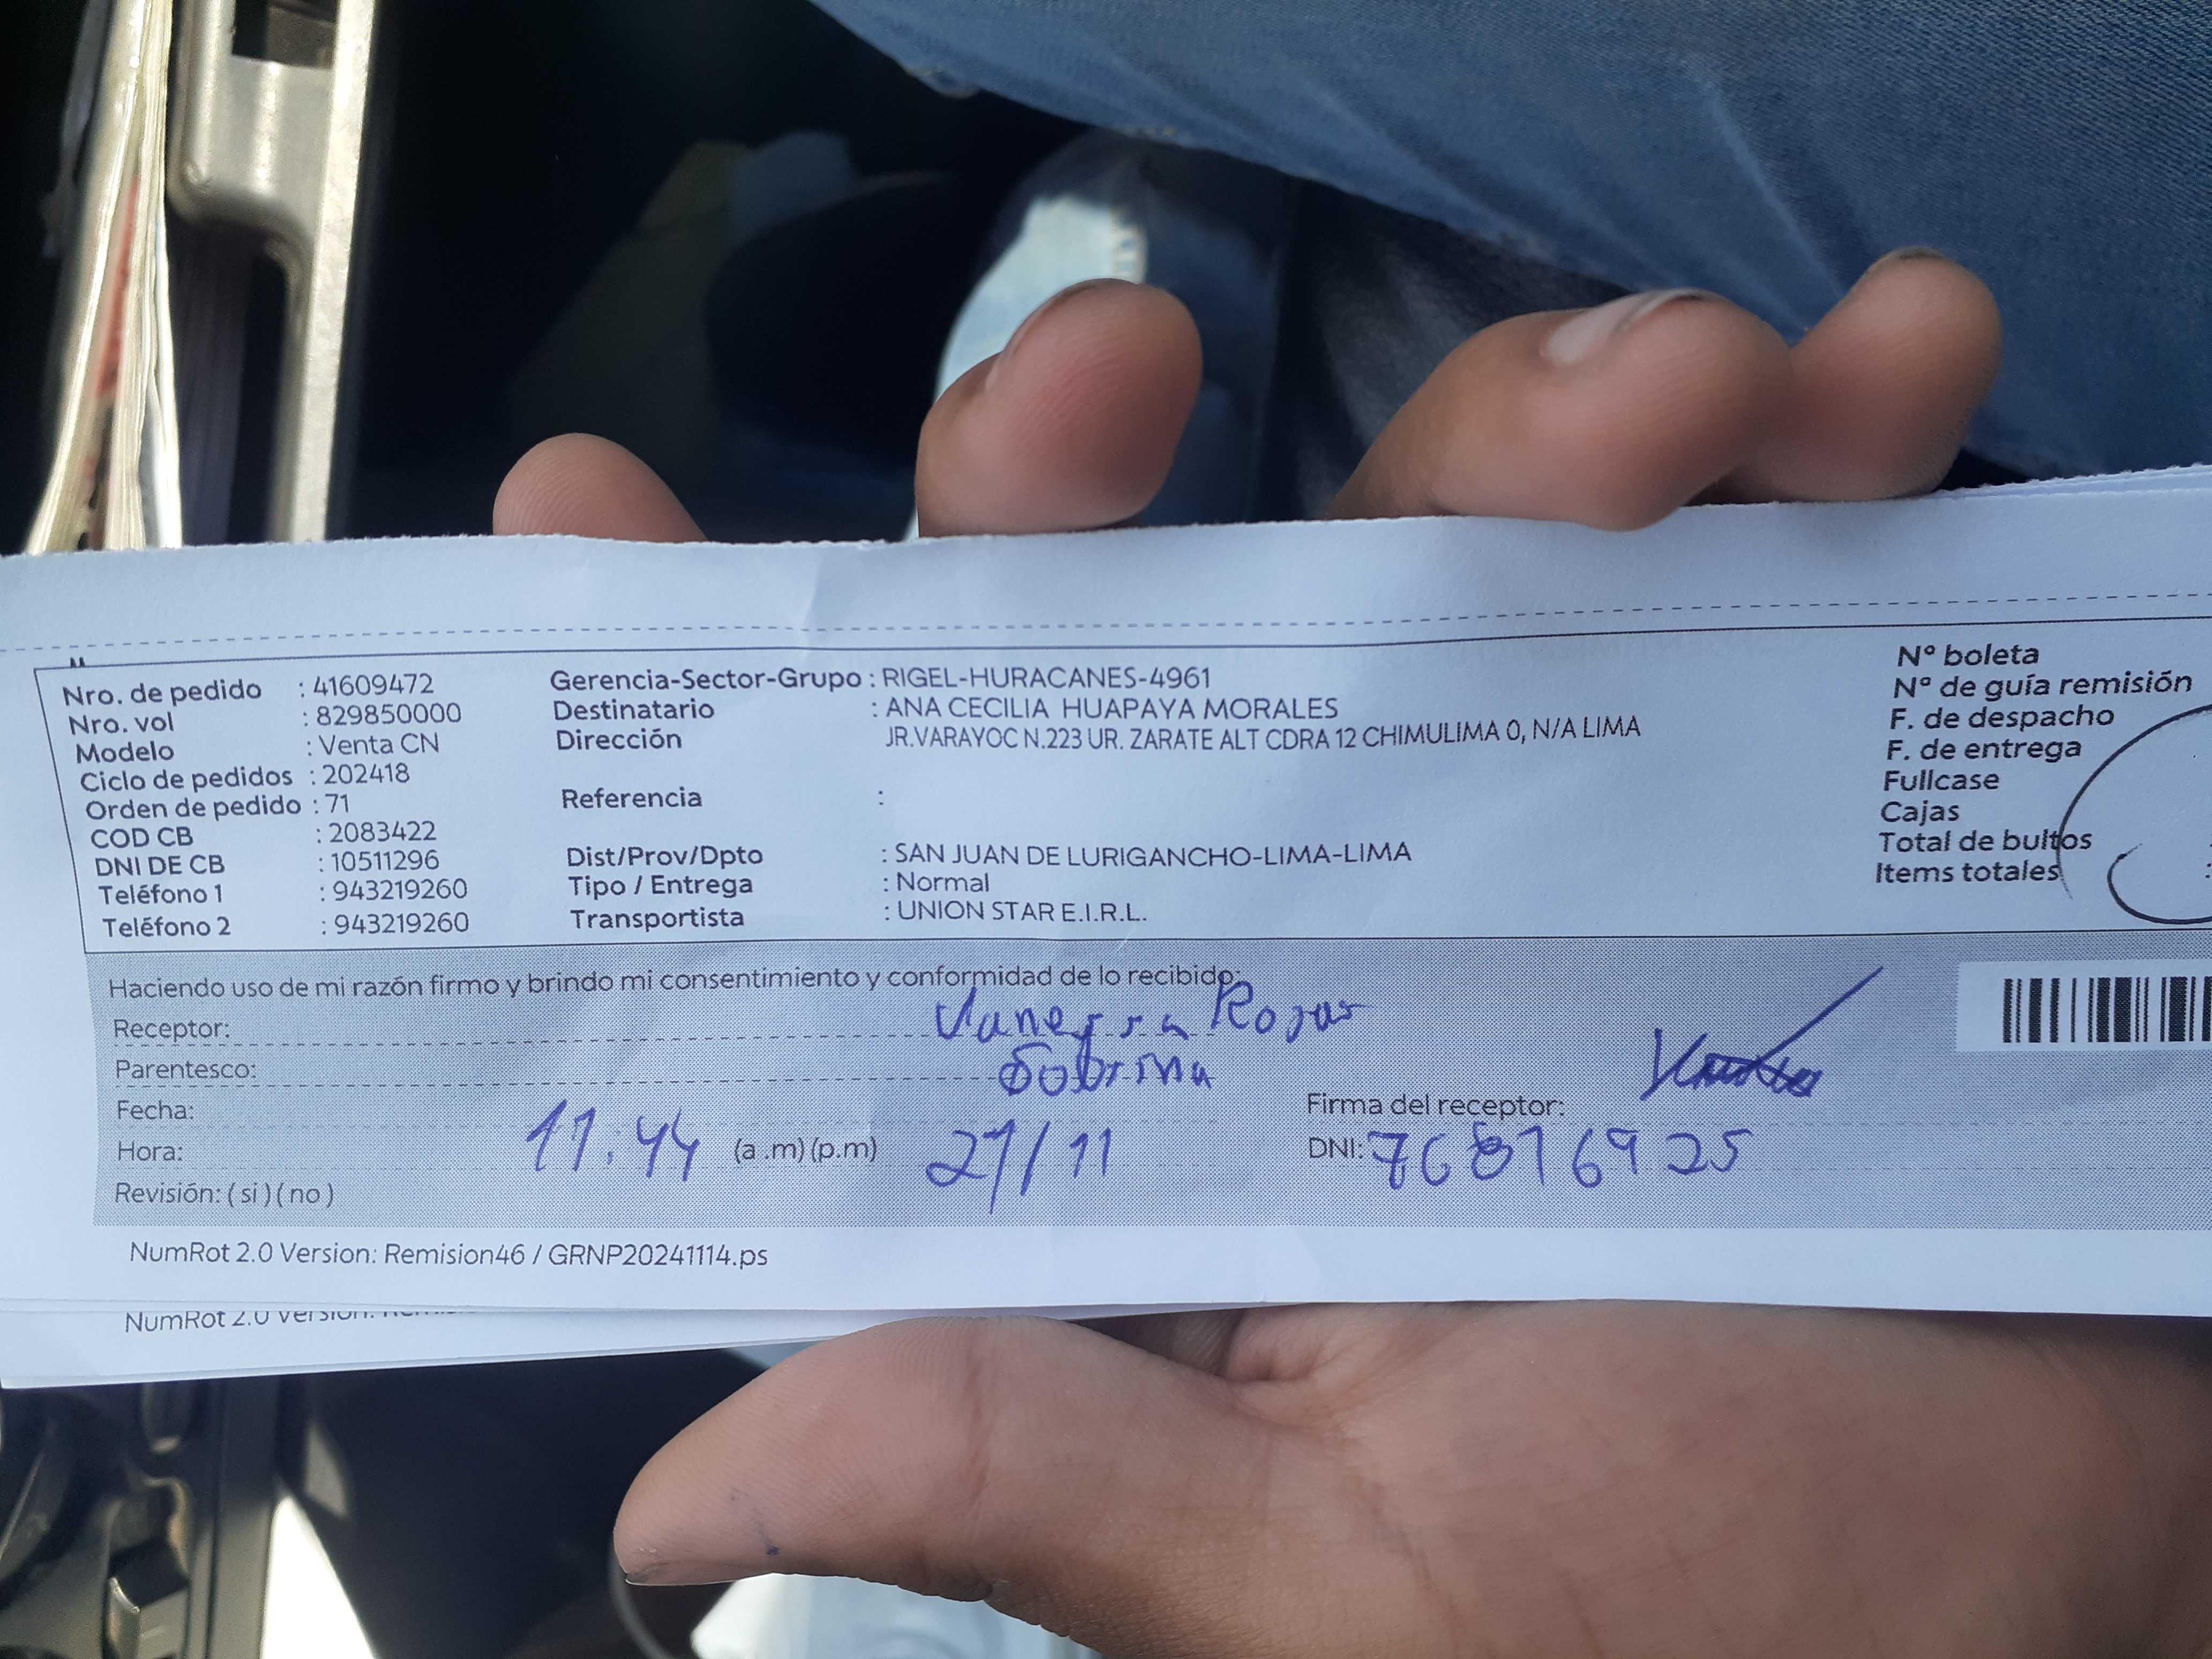 Nro. de pedido : 41609472
Nro. vol : 829850000
Modelo : Venta CN
Ciclo de pedidos : 202418
Orden de pedido : 71
COD CB : 2083422
DNI DE CB : 10511296
Teléfono 1 : 943219260
Teléfono 2 : 943219260
Gerencia-Sector-Grupo : RIGEL-HURACANES-4961
Destinatario : ANA CECILIA HUAPAYA MORALES
Dirección JR.VARAYOC N.223 UR. ZARATE ALT CDRA 12 CHIMULIMA 0, N/A LIMA
Referencia :
Dist/Prov/Dpto : SAN JUAN DE LURIGANCHO-LIMA-LIMA
Tipo / Entrega : Normal
Transportista : UNION STAR E.I.R.L.
N° boleta
N° de guía remisión
F. de despacho
F. de entrega
Fullcase
Cajas
Total de bultos
Items totales
Haciendo uso de mi razón firmo y brindo mi consentimiento y conformidad de lo recibido:
Receptor: Vanessa Rojas
Parentesco: Sobrina
Fecha:
Hora: 11:44 (a .m) (p.m) 27/11
Revisión: ( si ) ( no )
Firma del receptor:
DNI:
NumRot 2.0 Version: Remision46 / GRNP20241114.ps
NumRot 2.0 Version: